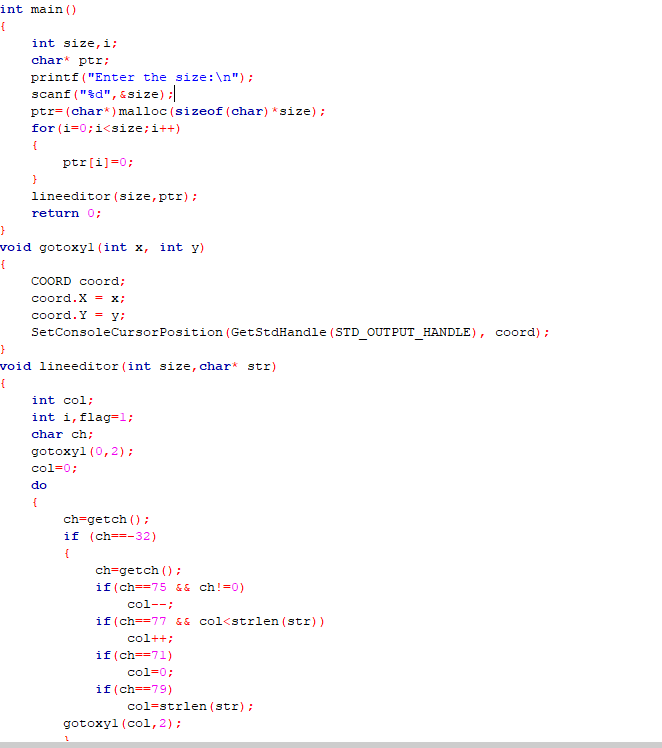 int main()
{
    int size,i;
    char* ptr;
    printf("Enter the size:\n");
    scanf("%d",&size);
    ptr=(char*)malloc(sizeof(char)*size);
    for(i=0;i<size;i++)
    {
        ptr[i]=0;
    }
    lineeditor(size,ptr);
    return 0;
}
void gotoxy1(int x, int y)
{
    COORD coord;
    coord.X = x;
    coord.Y = y;
    SetConsoleCursorPosition(GetStdHandle(STD_OUTPUT_HANDLE), coord);
}
void lineeditor(int size,char* str)
{
    int col;
    int i,flag=1;
    char ch;
    gotoxy1(0,2);
    col=0;
    do
    {
        ch=getch();
        if (ch==-32)
        {
            ch=getch();
            if(ch==75 && ch!=0)
                col--;
            if(ch==77 && col<strlen(str))
                col++;
            if(ch==71)
                col=0;
            if(ch==79)
                col=strlen(str);
        gotoxy1(col,2);
        }